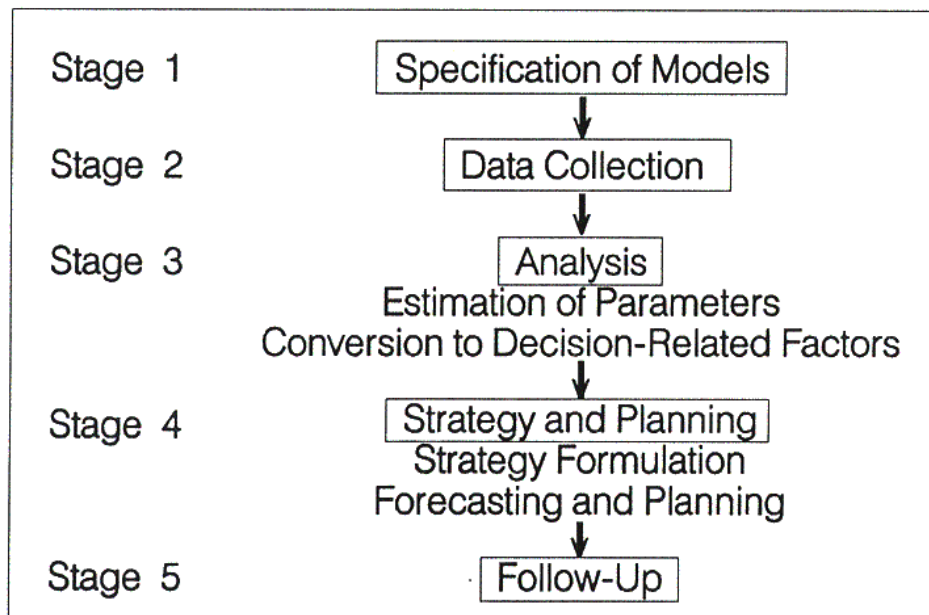 Stage 1 Specification of Models
Stage 2 Data Collection
Stage 3 Analysis
Estimation of Parameters
Conversion to Decision-Related Factors
Stage 4 Strategy and Planning
Strategy Formulation
Forecasting and Planning
Stage 5 Follow-Up